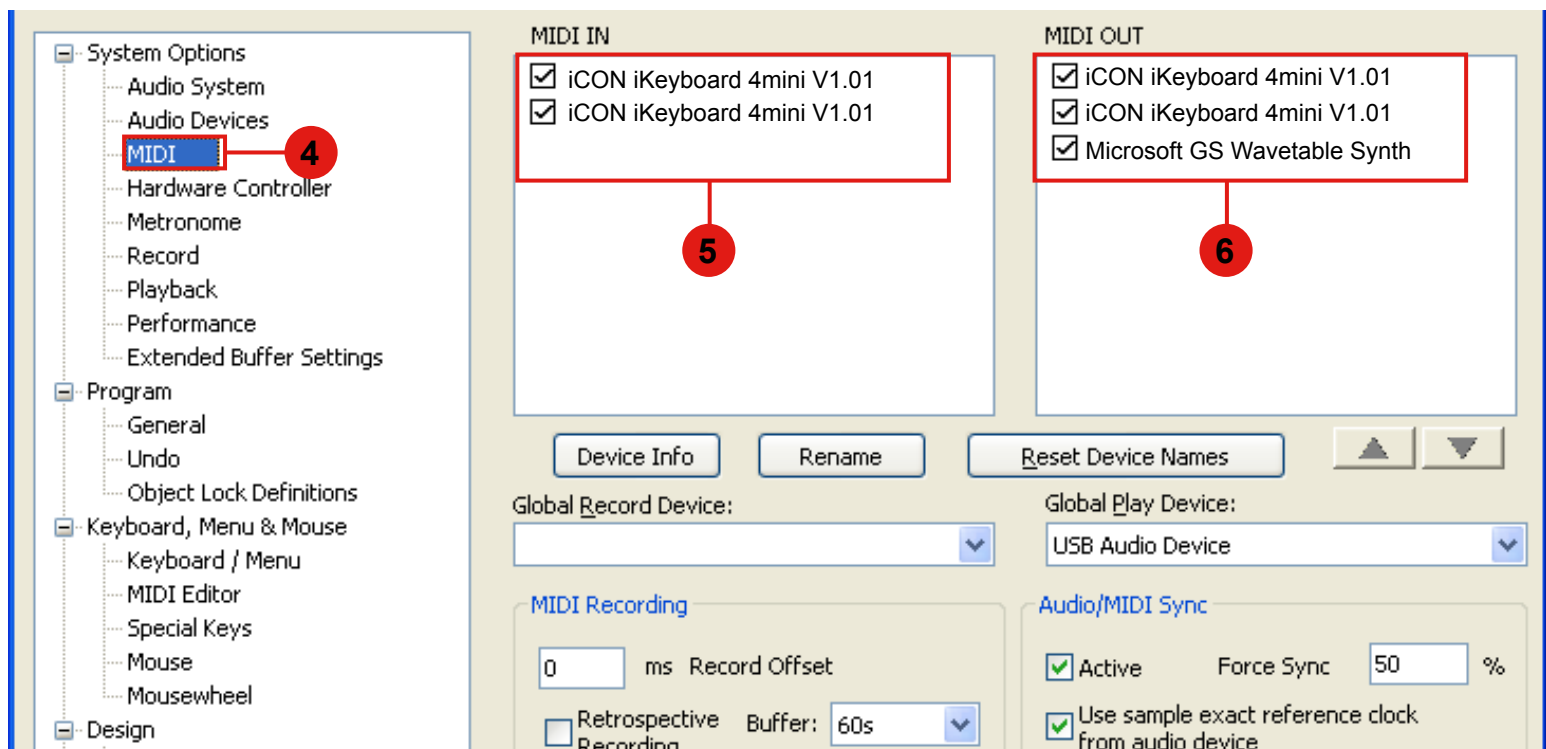 System Options
Audio System
Audio Devices
MIDI
4
Hardware Controller
Metronome
Record
Playback
Performance
Extended Buffer Settings
Program
General
Undo
Object Lock Definitions
Keyboard, Menu & Mouse
Keyboard / Menu
MIDI Editor
Special Keys
Mouse
Mousewheel
Design
MIDI IN
iCON iKeyboard 4mini V1.01
iCON iKeyboard 4mini V1.01
5
MIDI OUT
iCON iKeyboard 4mini V1.01
iCON iKeyboard 4mini V1.01
Microsoft GS Wavetable Synth
6
Device Info
Rename
Reset Device Names
Global Record Device:
Global Play Device:
USB Audio Device
MIDI Recording
0 ms Record Offset
Retrospective
Recording
Buffer: 60s
Audio/MIDI Sync
Active Force Sync 50 %
Use sample exact reference clock
from audio device